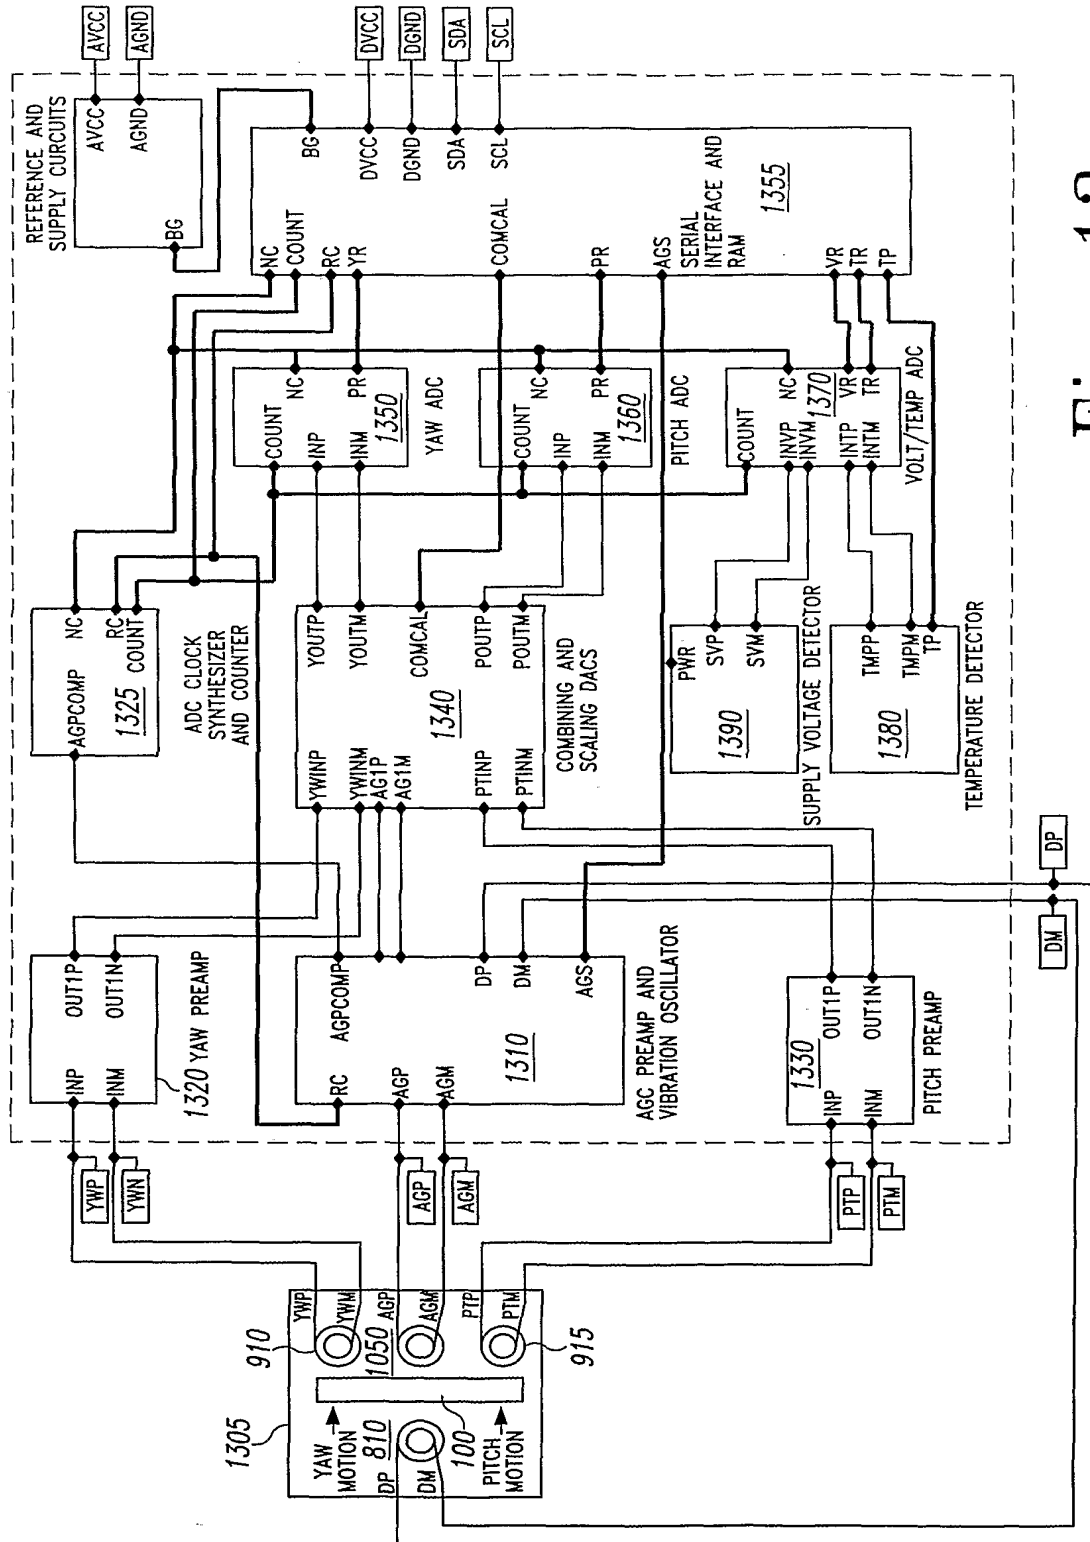 1305
910
YAW
MOTION
810
DP
DM
100
PITCH
MOTION
1050
YWP
YWM
AGP
AGM
PTP
PTM
915
YWP
YWN
AGP
AGM
PTP
PTM
INP
INM
OUT1P
OUT1N
1320 YAW PREAMP
RC
AGP
AGM
AGPCOMP
1310
DP
DM
AGS
AGC PREAMP AND
VIBRATION OSCILLATOR
INP
INM
1330
OUT1P
OUT1N
PITCH PREAMP
DM
DP
AGPCOMP
1325
NC
RC
COUNT
ADC CLOCK
SYNTHESIZER
AND COUNTER
YWINP
YWINM
AG1P
AG1M
PTINP
PTINM
1340
YOUTP
YOUTM
COMCAL
POUTP
POUTM
COMBINING AND
SCALING DACS
1390
PWR
SVP
SVM
SUPPLY VOLTAGE DETECTOR
1380
TMPP
TMPM
TP
TEMPERATURE DETECTOR
COUNT
INP
INM
1350
NC
PR
YAW ADC
COUNT
INP
INM
1360
NC
PR
PITCH ADC
COUNT
INVP
INVM
INTP
INTM
1370
NC
VR
TR
VOLT/TEMP ADC
REFERENCE AND
SUPPLY CURCUITS
BG
AVCC
AGND
AVCC
AGND
NC
COUNT
RC
YR
COMCAL
PR
AGS
VR
TR
TP
SERIAL
INTERFACE AND
RAM
1355
BG
DVCC
DGND
SDA
SCL
DVCC
DGND
SDA
SCL